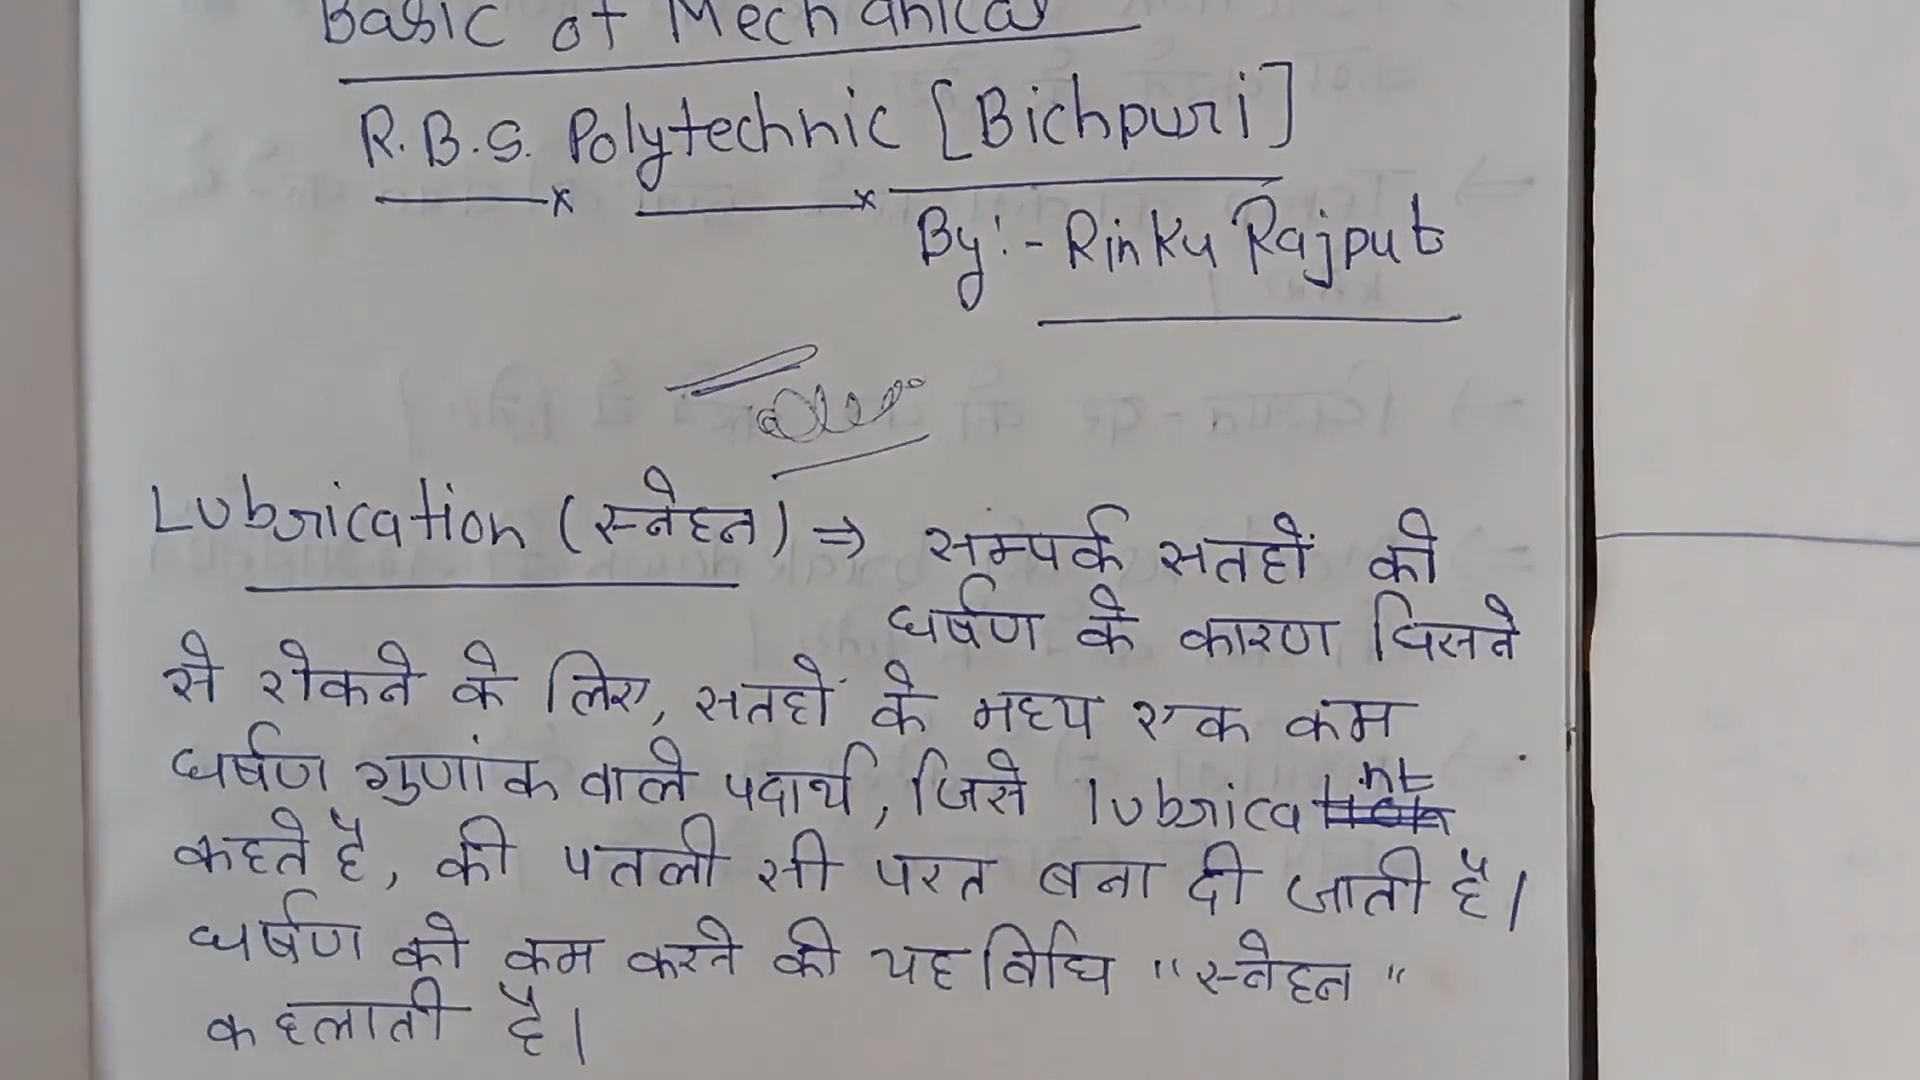 Basic of Mechanical
R.B.S. Polytechnic [Bichpuri]
By:- Rinku Rajput
Lubrication (स्नेहन) ⇒ सम्पर्क सतहों की
घर्षण के कारण घिसने
से रोकने के लिए, सतहों के मध्य एक कम
घर्षण गुणांक वाले पदार्थ, जिसे lubricant
कहते है, की पतली सी परत बना दी जाती है।
घर्षण को कम करने की यह विधि "स्नेहन"
कहलाती है।